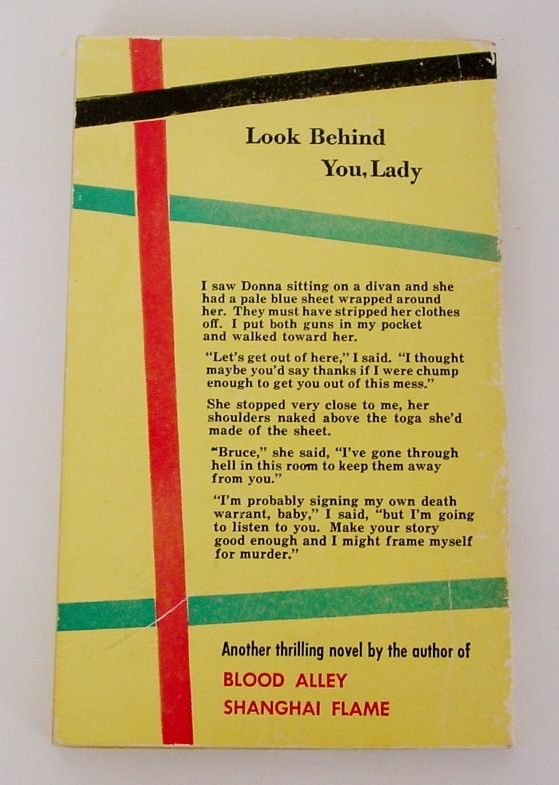 Look Behind
You, Lady
I saw Donna sitting on a divan and she
had a pale blue sheet wrapped around
her. They must have stripped her clothes
off. I put both guns in my pocket
and walked toward her.
“Let’s get out of here,” I said. “I thought
maybe you’d say thanks if I were chump
enough to get you out of this mess.”
She stopped very close to me, her
shoulders naked above the toga she’d
made of the sheet.
“Bruce,” she said, “I’ve gone through
hell in this room to keep them away
from you.”
“I’m probably signing my own death
warrant, baby,” I said, “but I’m going
to listen to you. Make your story
good enough and I might frame myself
for murder.”
Another thrilling novel by the author of
BLOOD ALLEY
SHANGHAI FLAME